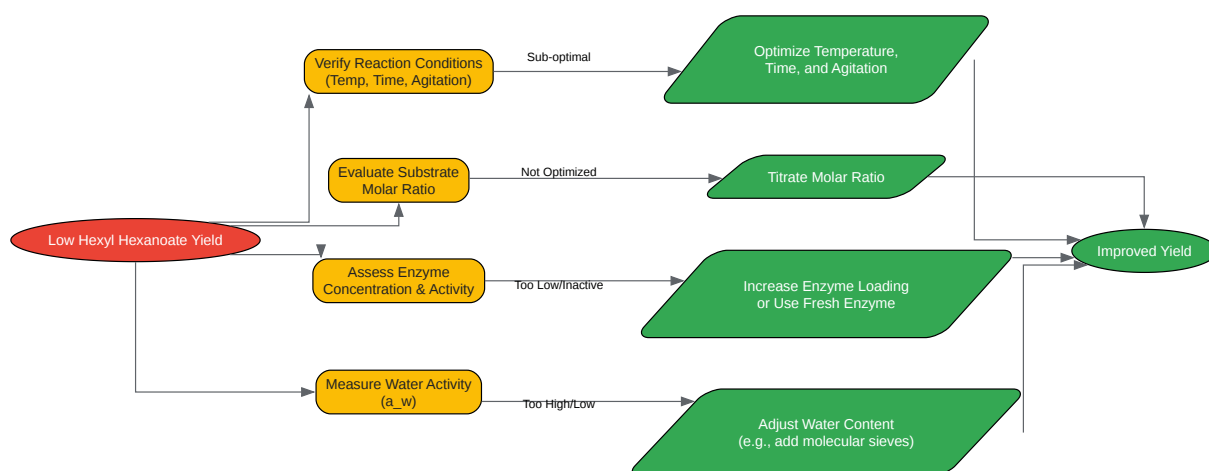 Verify Reaction Conditions
(Temp, Time, Agitation)
Sub-optimal
Optimize Temperature,
Time, and Agitation
Evaluate Substrate
Molar Ratio
Not Optimized
Titrate Molar Ratio
Low Hexyl Hexanoate Yield
Improved Yield
Assess Enzyme
Concentration & Activity
Too Low/Inactive
Increase Enzyme Loading
or Use Fresh Enzyme
Measure Water Activity
(a_w)
Too High/Low
Adjust Water Content
(e.g., add molecular sieves)